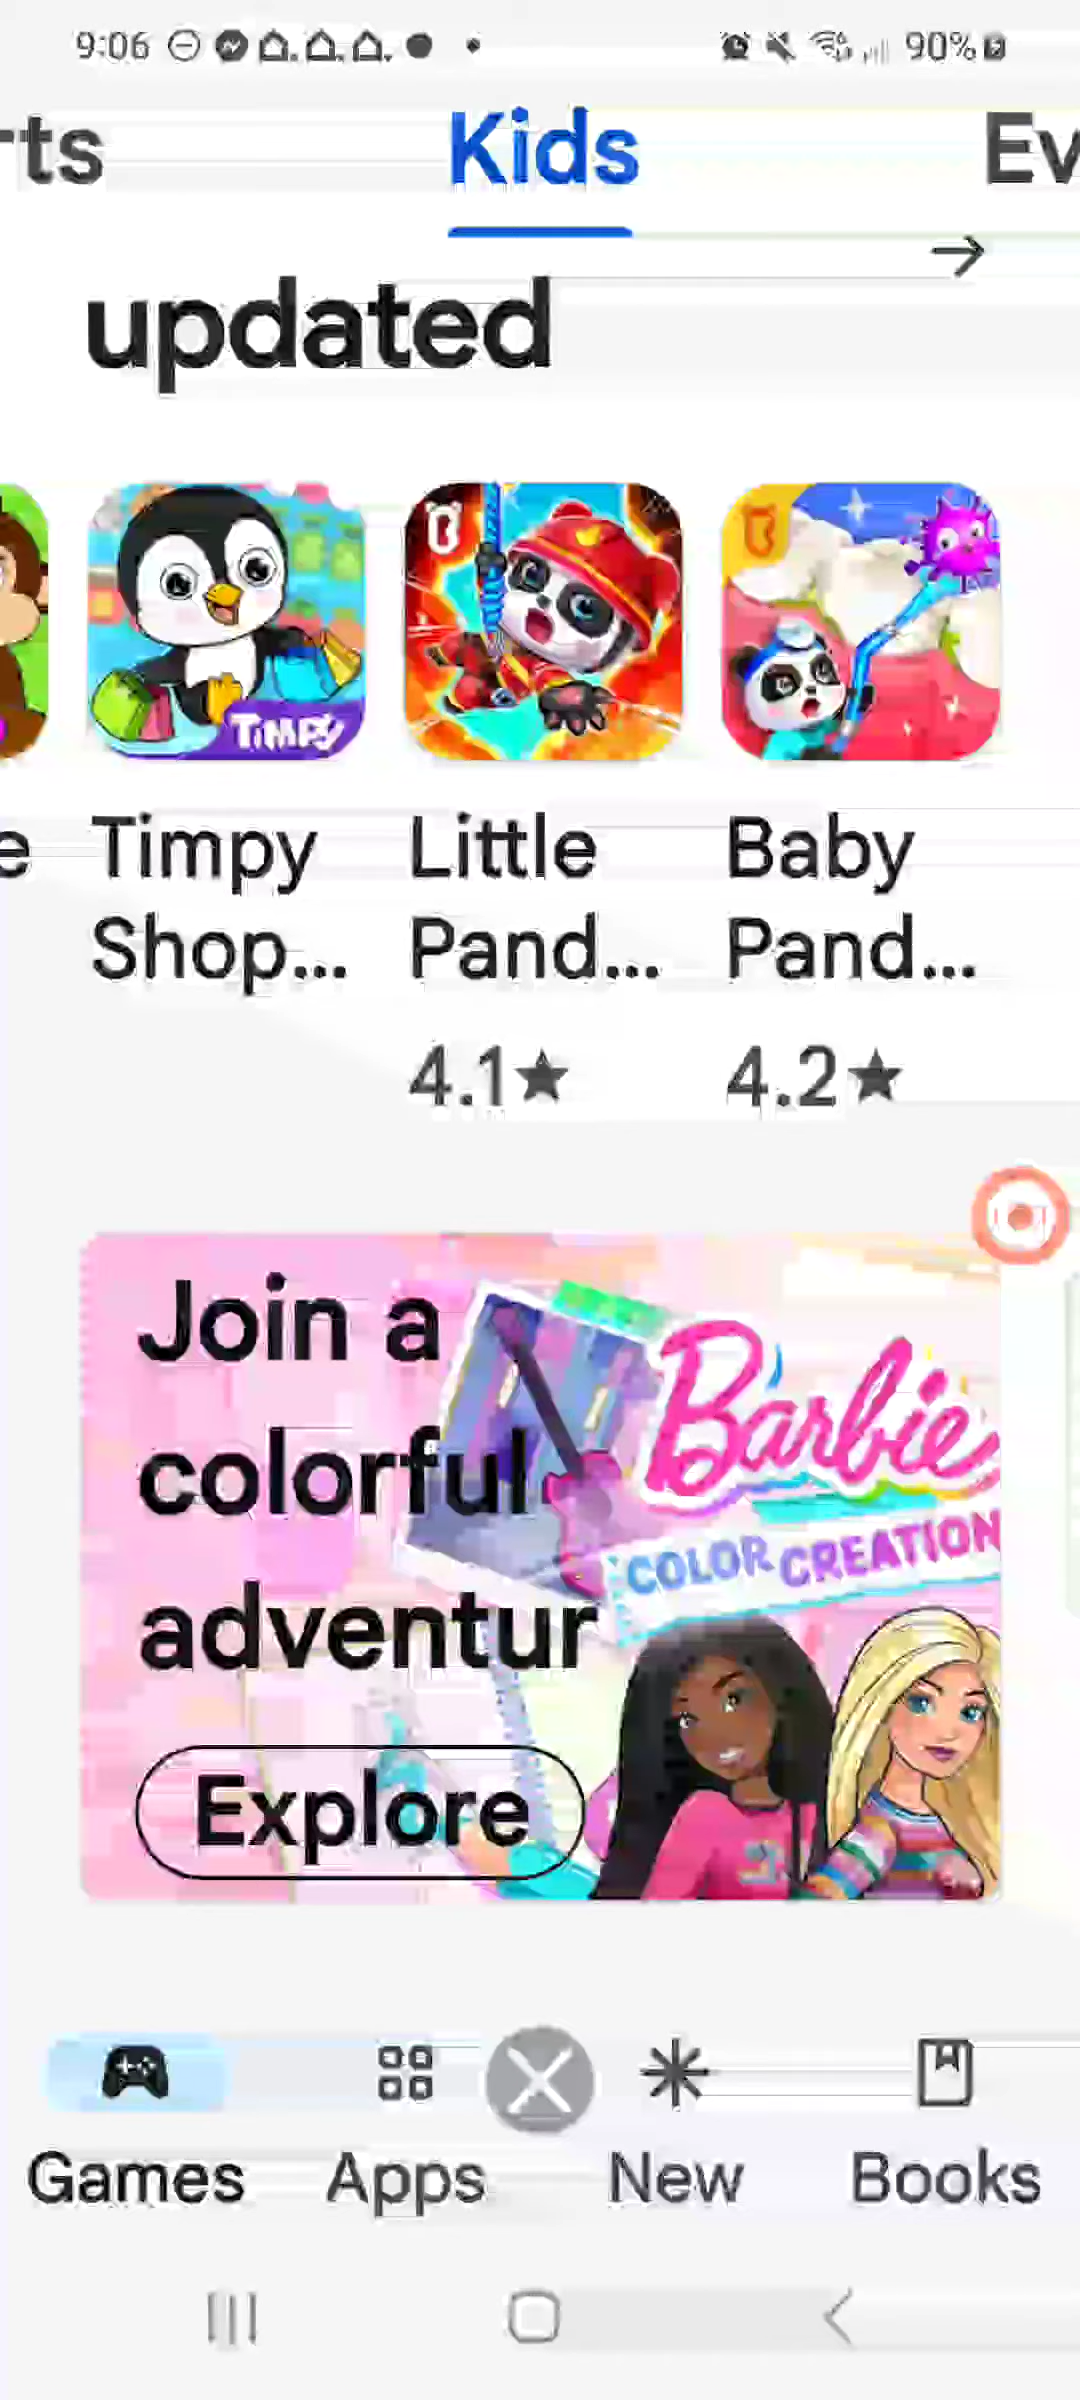 9:06
90%
rts Kids Ev
updated
TiMPY
e Timpy Little Baby
Shop... Pand... Pand...
4.1★ 4.2★
Join a
colorful
adventur
Explore
Barbie
COLOR CREATION
Games Apps New Books